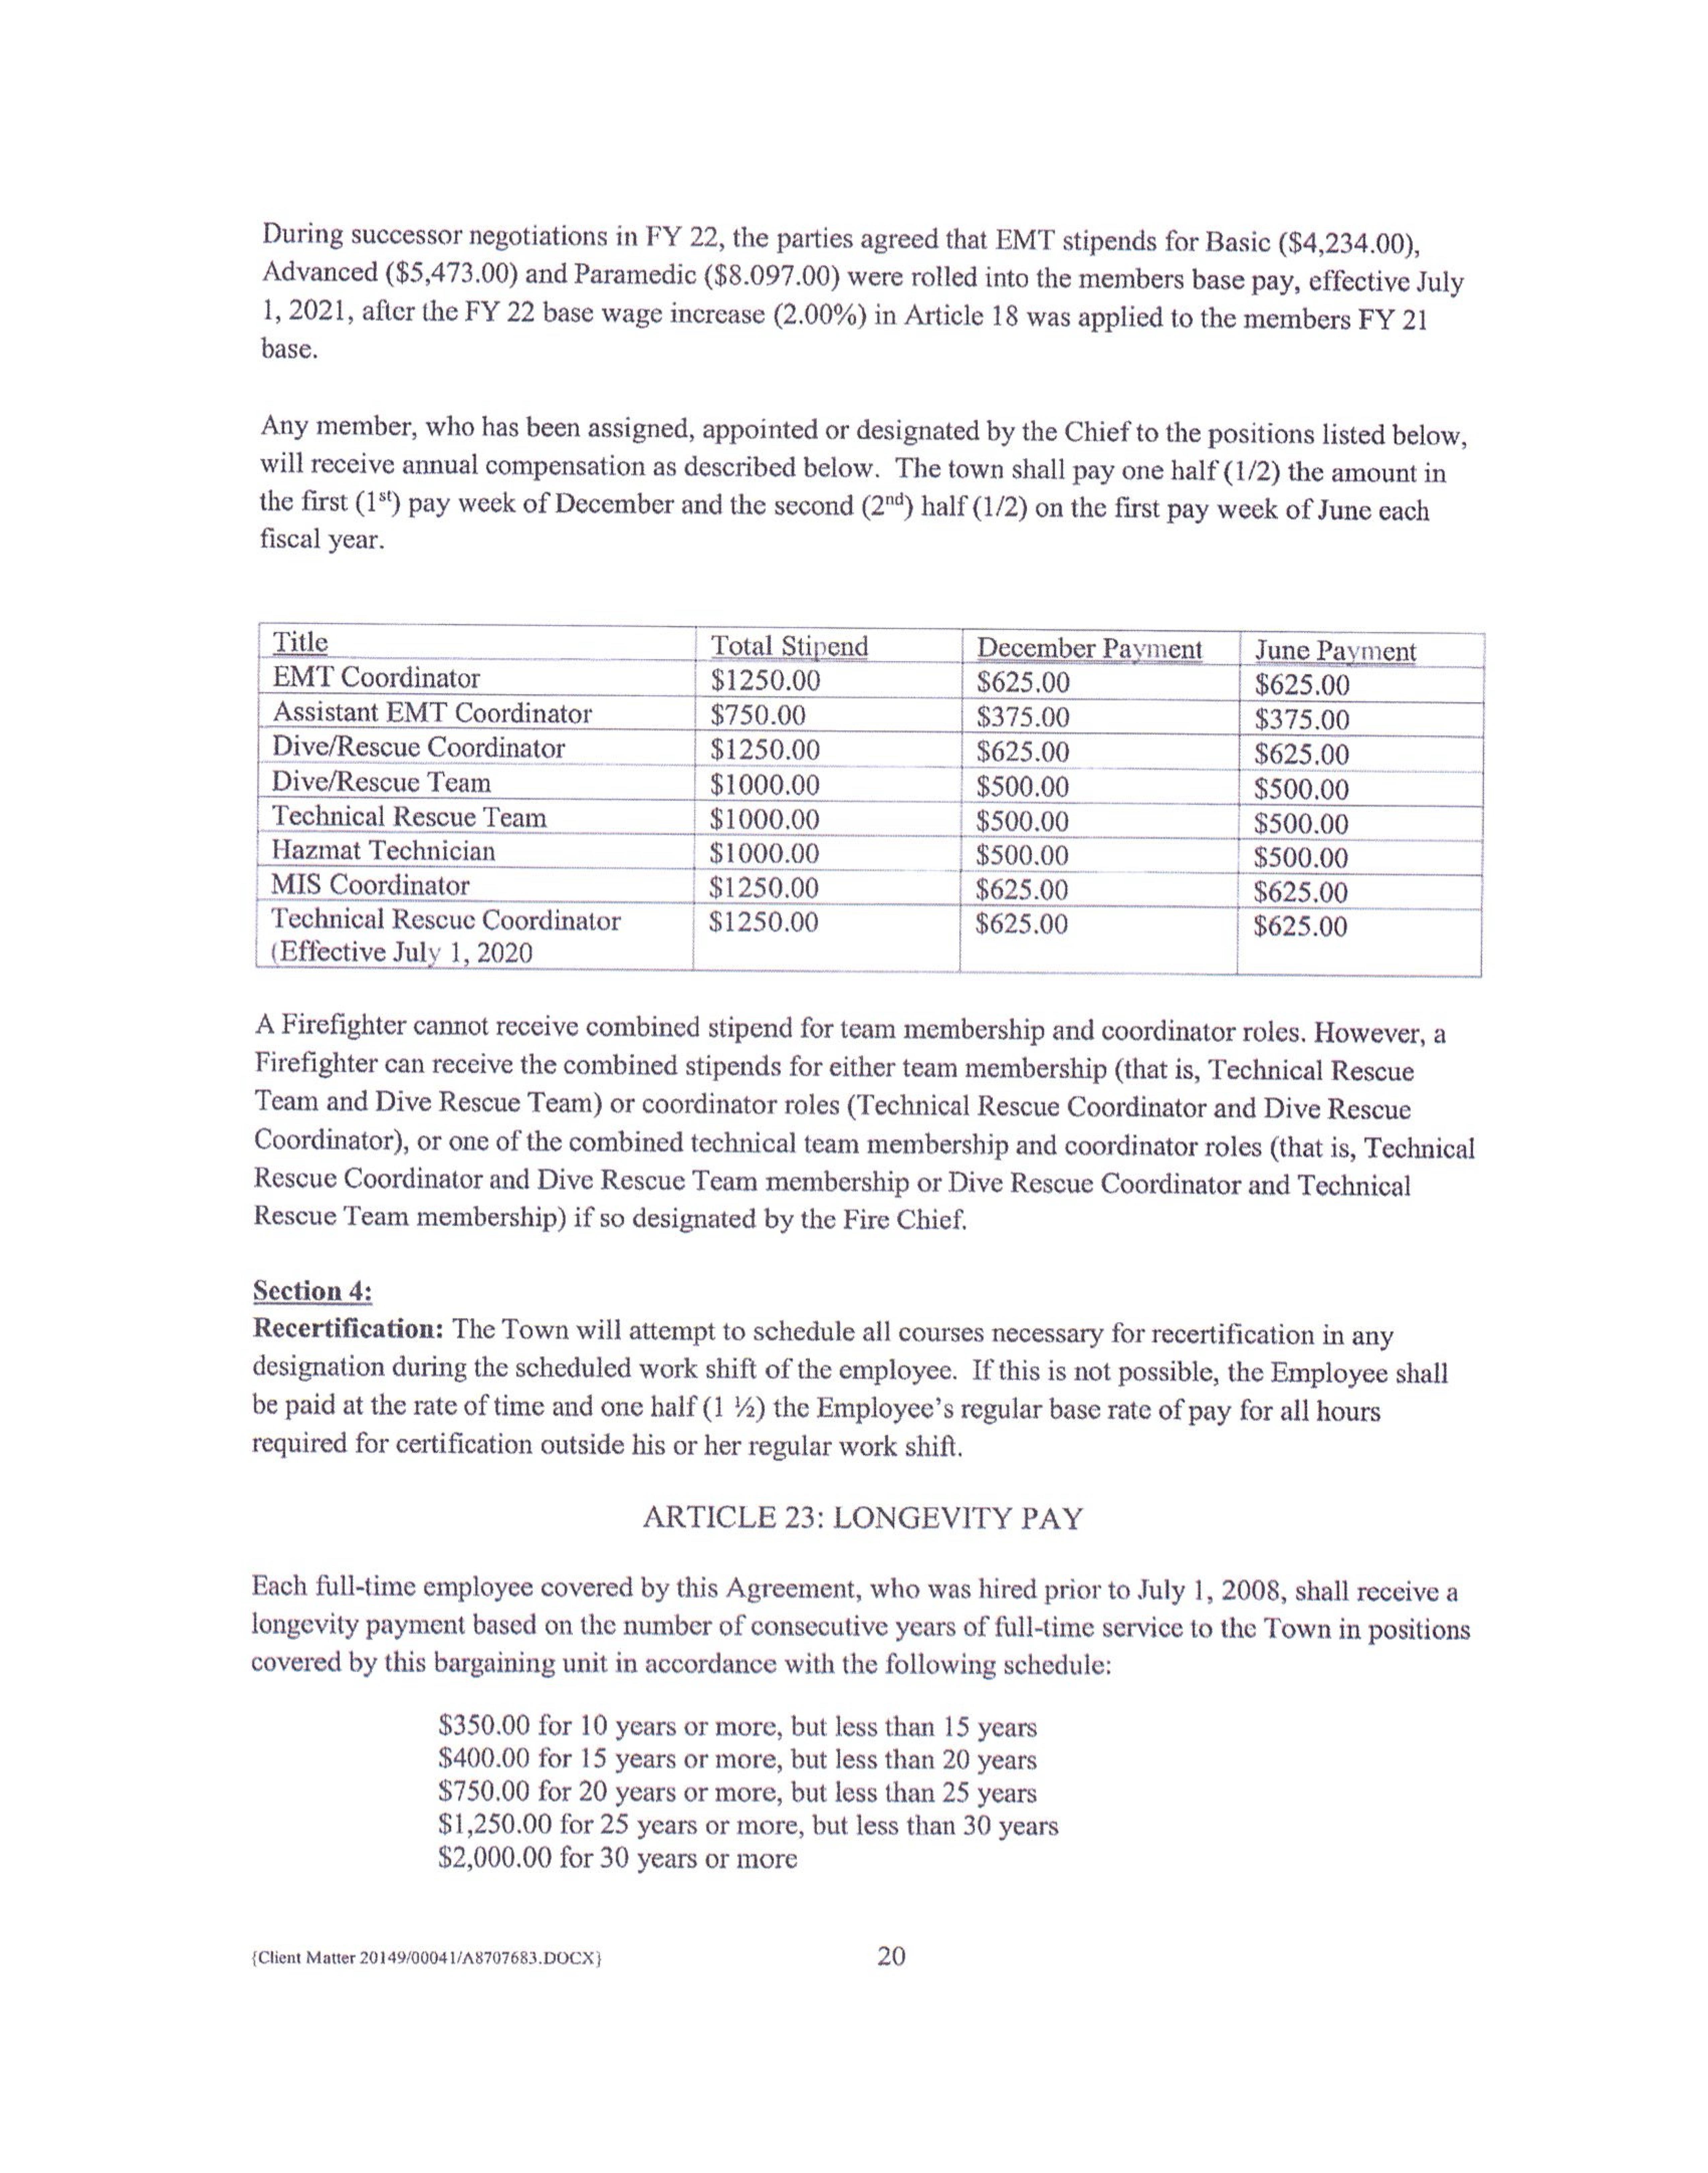 During successor negotiations in FY 22, the parties agreed that EMT stipends for Basic ($4,234.00),
Advanced ($5,473.00) and Paramedic ($8.097.00) were rolled into the members base pay, effective July
1, 2021, after the FY 22 base wage increase (2.00%) in Article 18 was applied to the members FY 21
base.
Any member, who has been assigned, appointed or designated by the Chief to the positions listed below,
will receive annual compensation as described below. The town shall pay one half (1/2) the amount in
the first (1st) pay week of December and the second (2nd) half (1/2) on the first pay week of June each
fiscal year.
Title Total Stipend December Payment June Payment
EMT Coordinator $1250.00 $625.00 $625.00
Assistant EMT Coordinator $750.00 $375.00 $375.00
Dive/Rescue Coordinator $1250.00 $625.00 $625.00
Dive/Rescue Team $1000.00 $500.00 $500.00
Technical Rescue Team $1000.00 $500.00 $500.00
Hazmat Technician $1000.00 $500.00 $500.00
MIS Coordinator $1250.00 $625.00 $625.00
Technical Rescue Coordinator $1250.00 $625.00 $625.00
(Effective July 1, 2020
A Firefighter cannot receive combined stipend for team membership and coordinator roles. However, a
Firefighter can receive the combined stipends for either team membership (that is, Technical Rescue
Team and Dive Rescue Team) or coordinator roles (Technical Rescue Coordinator and Dive Rescue
Coordinator), or one of the combined technical team membership and coordinator roles (that is, Technical
Rescue Coordinator and Dive Rescue Team membership or Dive Rescue Coordinator and Technical
Rescue Team membership) if so designated by the Fire Chief.
Section 4:
Recertification: The Town will attempt to schedule all courses necessary for recertification in any
designation during the scheduled work shift of the employee. If this is not possible, the Employee shall
be paid at the rate of time and one half (1 ½) the Employee's regular base rate of pay for all hours
required for certification outside his or her regular work shift.
ARTICLE 23: LONGEVITY PAY
Each full-time employee covered by this Agreement, who was hired prior to July 1, 2008, shall receive a
longevity payment based on the number of consecutive years of full-time service to the Town in positions
covered by this bargaining unit in accordance with the following schedule:
$350.00 for 10 years or more, but less than 15 years
$400.00 for 15 years or more, but less than 20 years
$750.00 for 20 years or more, but less than 25 years
$1,250.00 for 25 years or more, but less than 30 years
$2,000.00 for 30 years or more
{Client Matter 20149/00041/A8707683.DOCX} 20